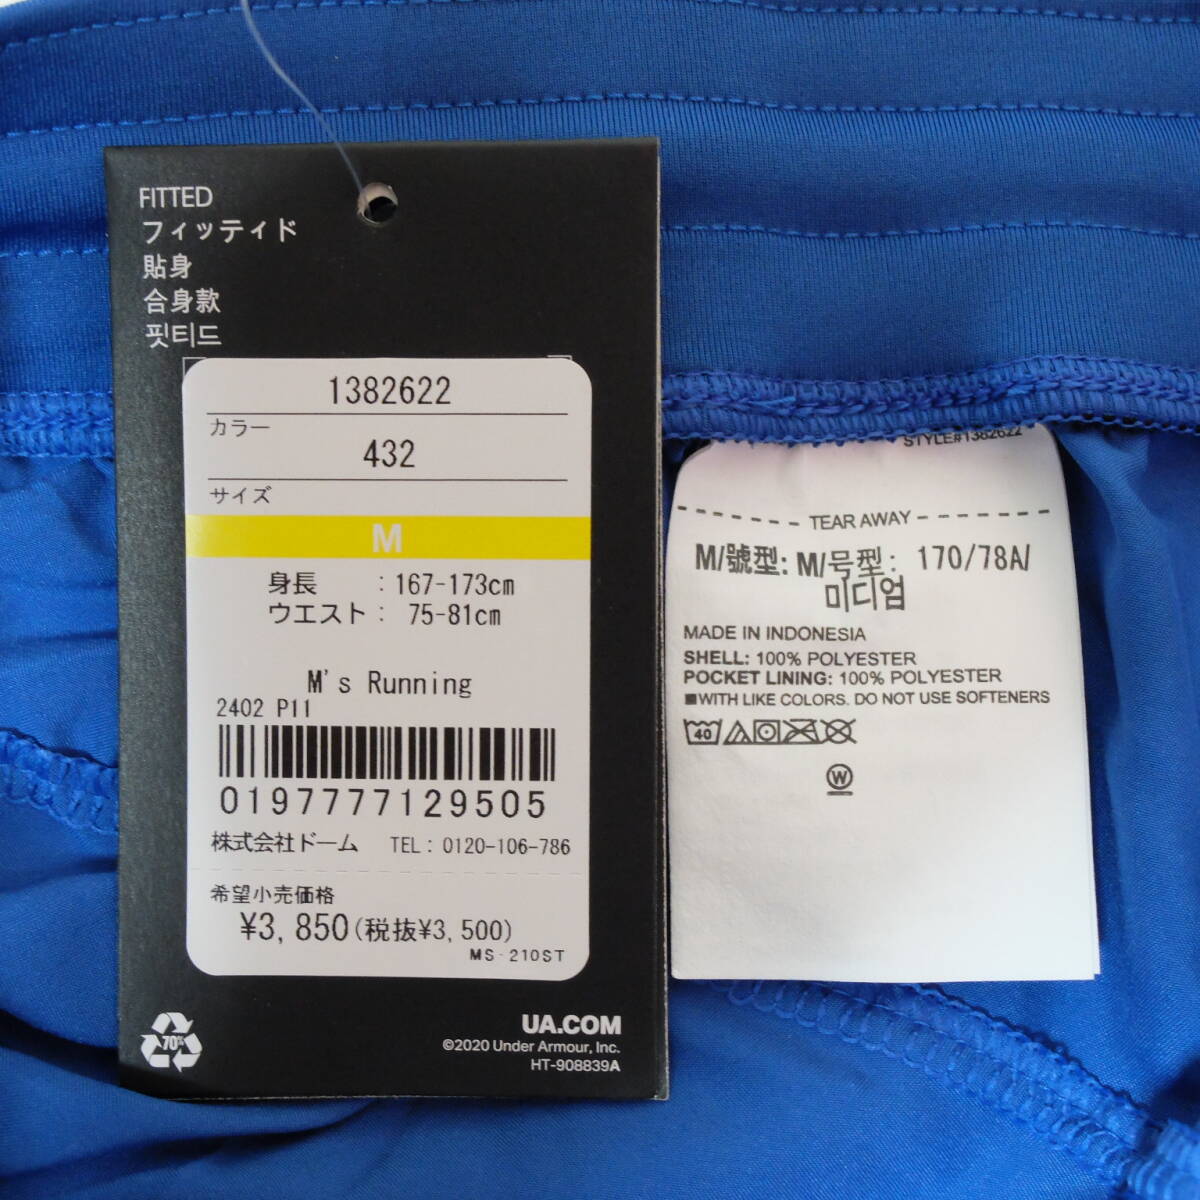 FITTED
フィッティド
貼身
合身款
핏티드
1382622
カラー
432
サイズ
M
身長 :167-173cm
ウエスト: 75-81cm
M's Running
2402 P11
0197777129505
株式会社ドーム TEL:0120-106-786
希望小売価格
¥3,850(税抜¥3,500)
MS-210ST
70%
UA.COM
©2020 Under Armour, Inc.
HT-908839A
STYLE#1382622
TEAR AWAY
M/號型: M/号型: 170/78A/
미디엄
MADE IN INDONESIA
SHELL: 100% POLYESTER
POCKET LINING: 100% POLYESTER
■WITH LIKE COLORS. DO NOT USE SOFTENERS
40
W